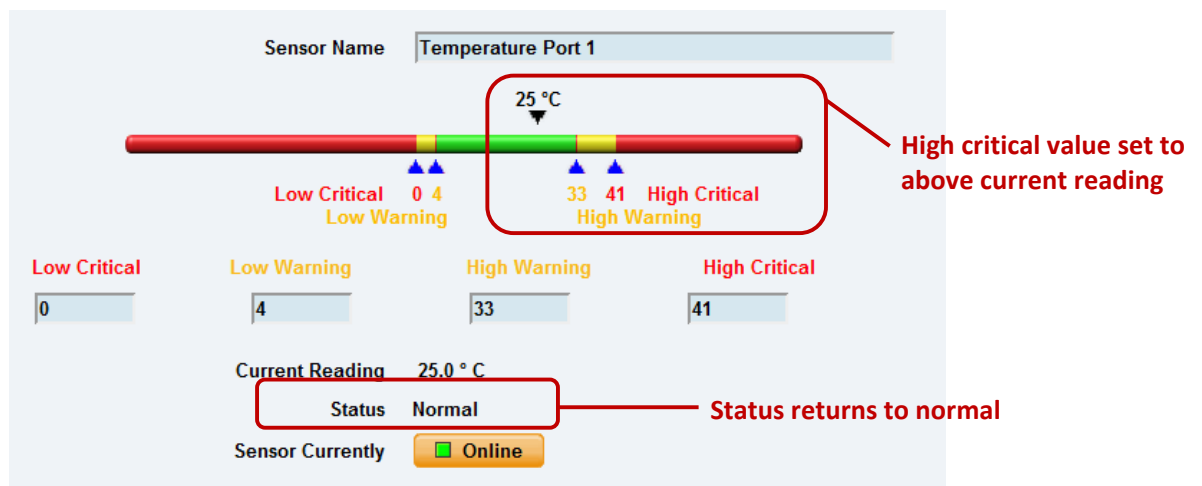 Sensor Name Temperature Port 1
25 °C
High critical value set to
above current reading
Low Critical 0 4 33 41 High Critical
Low Warning High Warning
Low Critical Low Warning High Warning High Critical
0 4 33 41
Current Reading 25.0 ° C
Status Normal
Status returns to normal
Sensor Currently Online